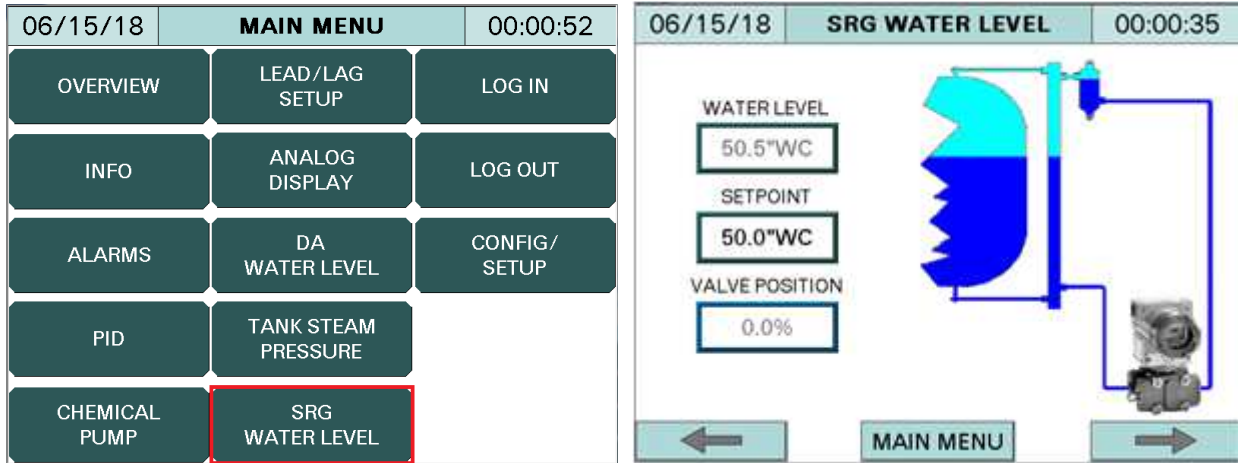 06/15/18 MAIN MENU 00:00:52
OVERVIEW
LEAD/LAG
SETUP
LOG IN
INFO
ANALOG
DISPLAY
LOG OUT
ALARMS
DA
WATER LEVEL
CONFIG/
SETUP
PID
TANK STEAM
PRESSURE
CHEMICAL
PUMP
SRG
WATER LEVEL
06/15/18 SRG WATER LEVEL 00:00:35
WATER LEVEL
50.5"WC
SETPOINT
50.0"WC
VALVE POSITION
0.0%
MAIN MENU